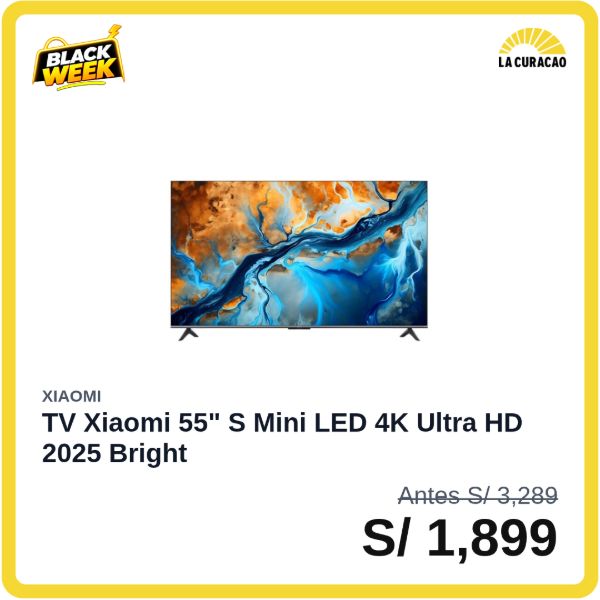 BLACK
WEEK
LA CURACAO
XIAOMI
TV Xiaomi 55" S Mini LED 4K Ultra HD
2025 Bright
Antes S/ 3,289
S/ 1,899